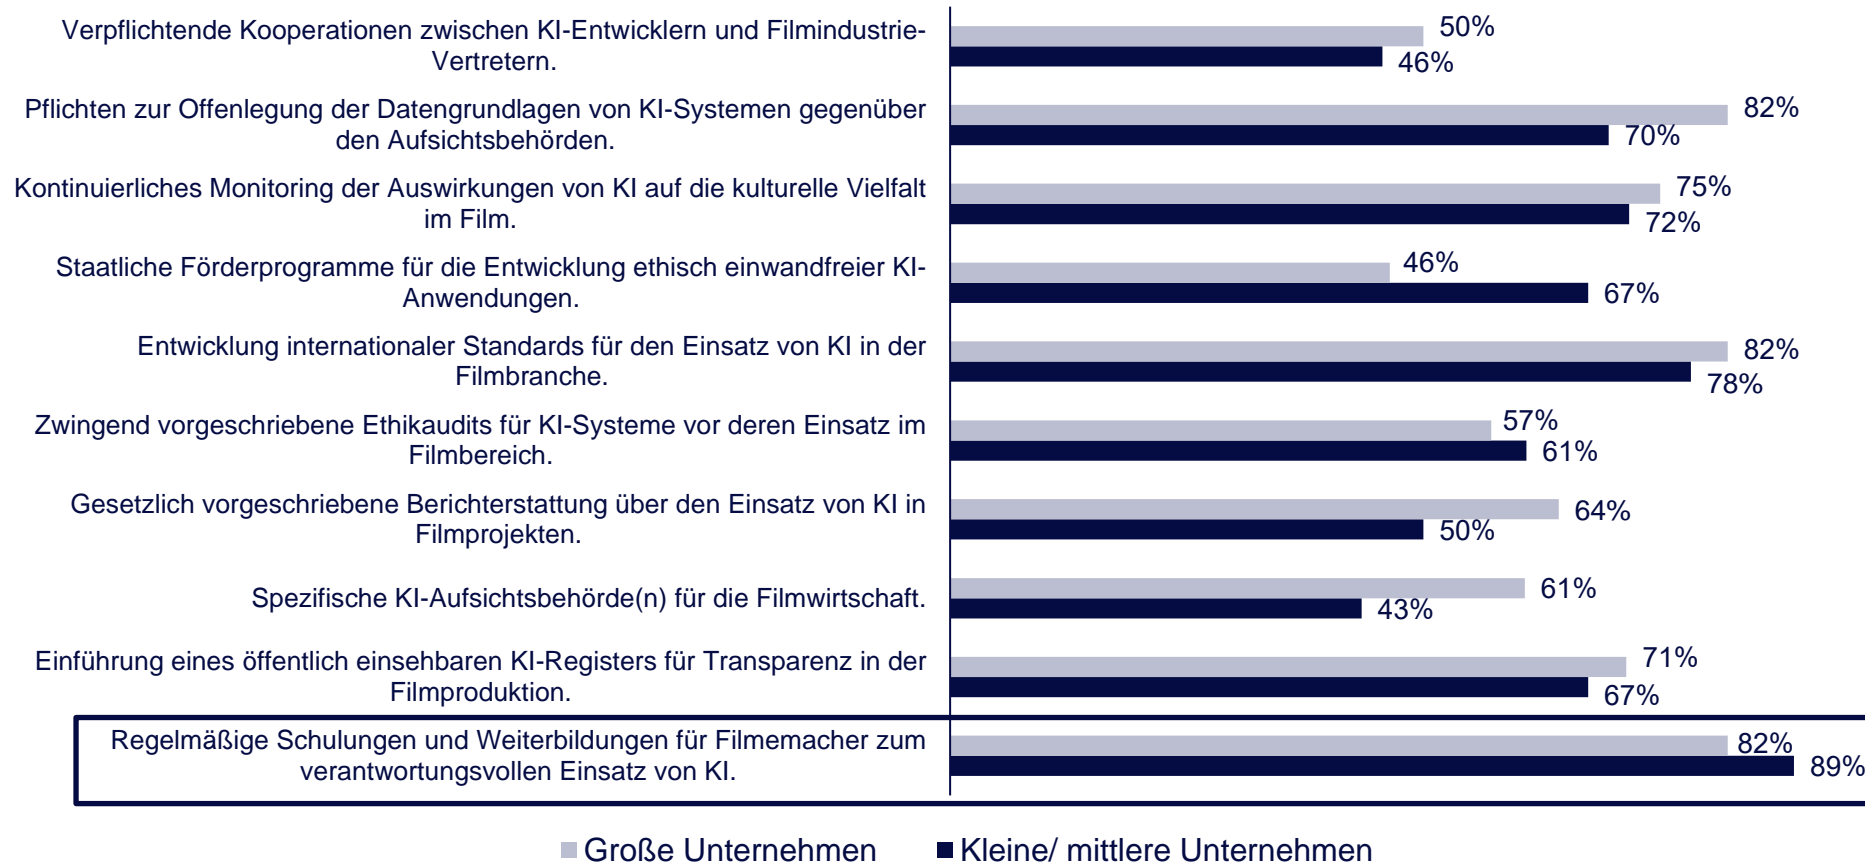 Verpflichtende Kooperationen zwischen KI-Entwicklern und Filmindustrie-
Vertretern.
50%
46%
Pflichten zur Offenlegung der Datengrundlagen von KI-Systemen gegenüber
den Aufsichtsbehörden.
82%
70%
Kontinuierliches Monitoring der Auswirkungen von KI auf die kulturelle Vielfalt
im Film.
75%
72%
Staatliche Förderprogramme für die Entwicklung ethisch einwandfreier KI-
Anwendungen.
46%
67%
Entwicklung internationaler Standards für den Einsatz von KI in der
Filmbranche.
82%
78%
Zwingend vorgeschriebene Ethikaudits für KI-Systeme vor deren Einsatz im
Filmbereich.
57%
61%
Gesetzlich vorgeschriebene Berichterstattung über den Einsatz von KI in
Filmprojekten.
64%
50%
Spezifische KI-Aufsichtsbehörde(n) für die Filmwirtschaft.
61%
43%
Einführung eines öffentlich einsehbaren KI-Registers für Transparenz in der
Filmproduktion.
71%
67%
Regelmäßige Schulungen und Weiterbildungen für Filmemacher zum
verantwortungsvollen Einsatz von KI.
82%
89%
Große Unternehmen
Kleine/ mittlere Unternehmen